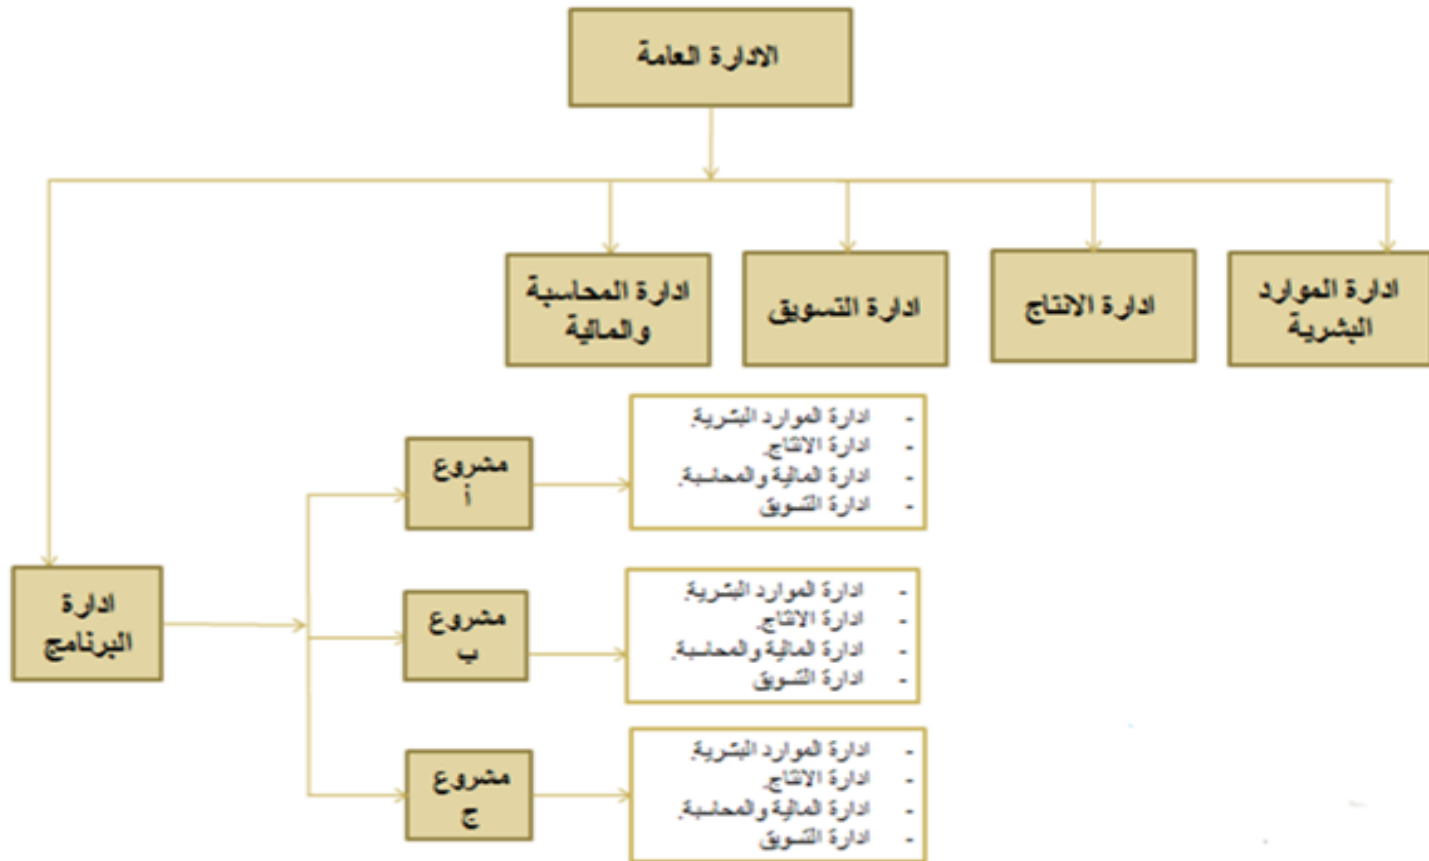 الادارة العامة
ادارة الموارد
البشرية
ادارة الانتاج
ادارة التسويق
ادارة المحاسبة
والمالية
مشروع
أ
- ادارة الموارد البشرية.
- ادارة الانتاج.
- ادارة المالية والمحاسبة.
- ادارة التسويق
ادارة
البرنامج
مشروع
ب
- ادارة الموارد البشرية.
- ادارة الانتاج.
- ادارة المالية والمحاسبة.
- ادارة التسويق
مشروع
ج
- ادارة الموارد البشرية.
- ادارة الانتاج.
- ادارة المالية والمحاسبة.
- ادارة التسويق